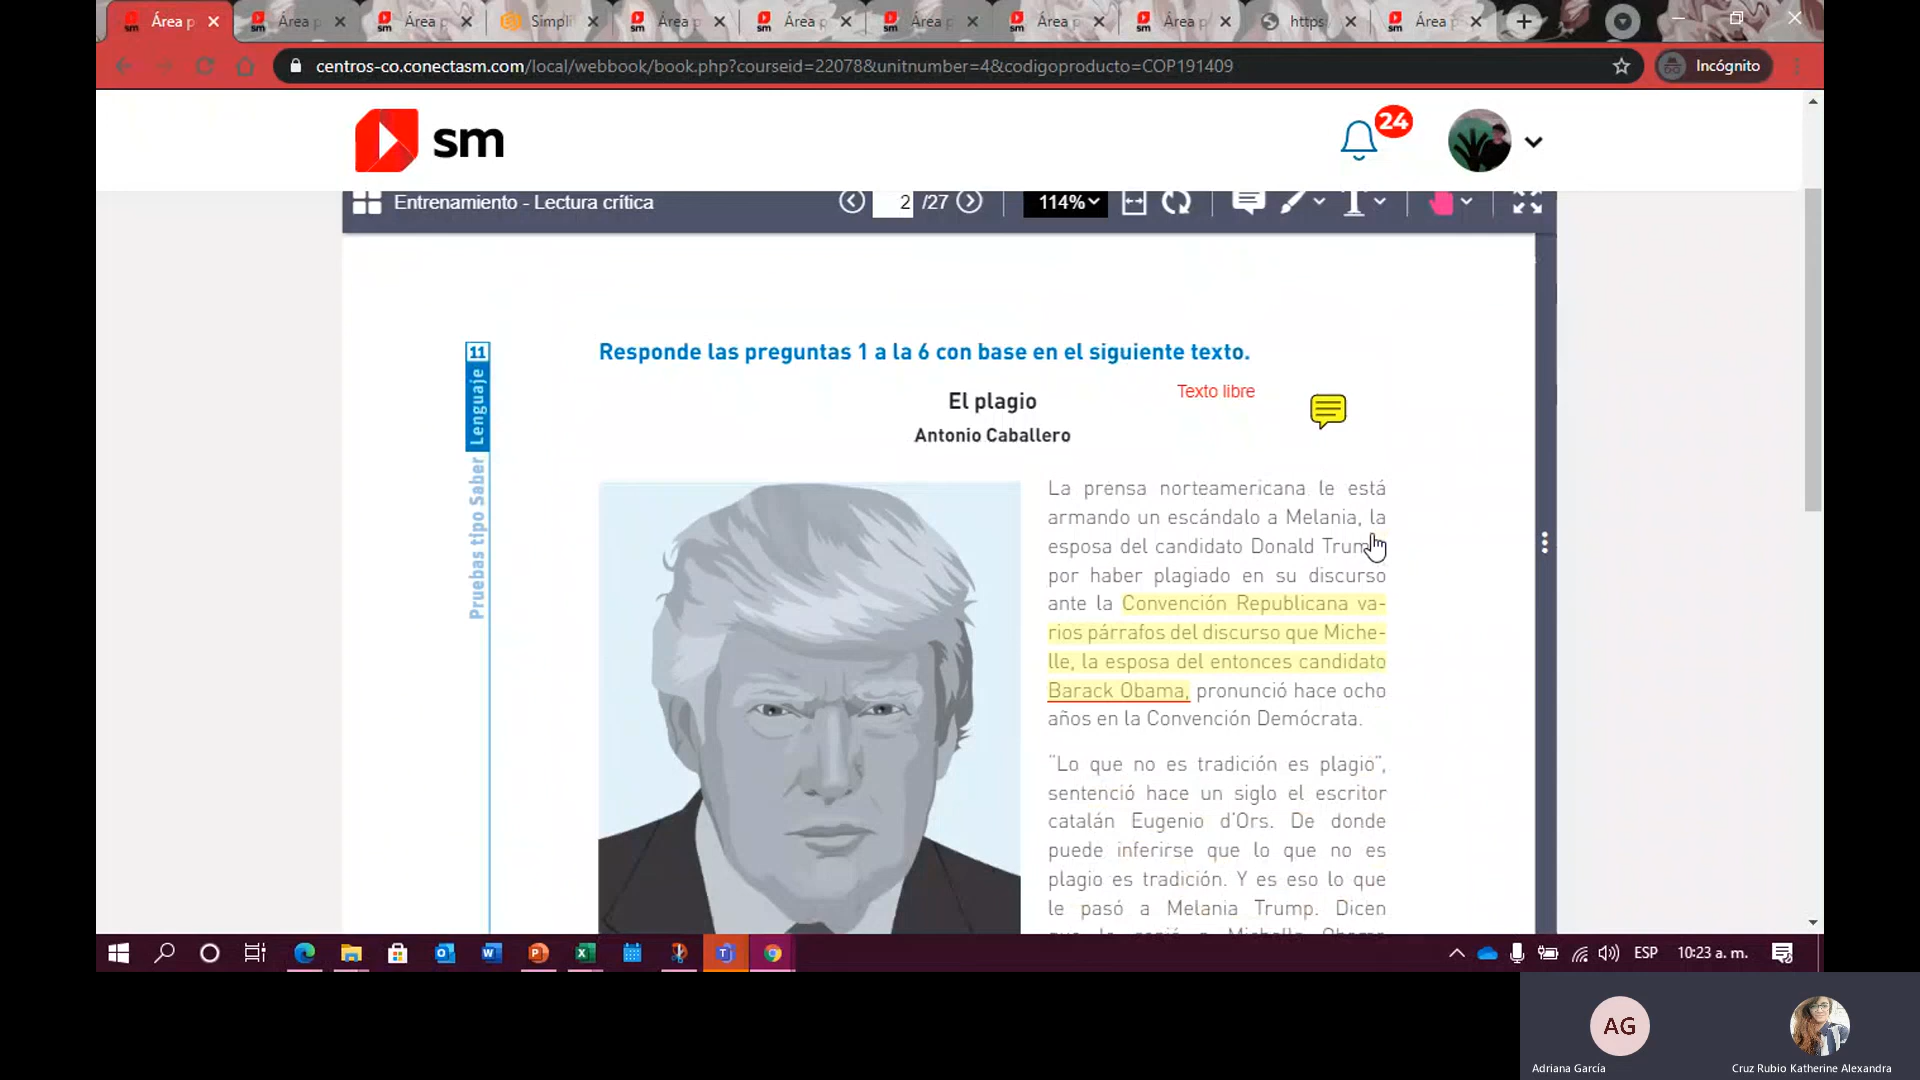 Área p
Área p
Área p
Simplif
Área p
Área p
Área p
Área p
Área p
https:
Área p
centros-co.conectasm.com/local/webbook/book.php?courseid=22078&unitnumber=4&codigoproducto=COP191409
Incógnito
sm
24
Entrenamiento - Lectura crítica
2 /27
114%
11
Lenguaje
Pruebas tipo Saber
Responde las preguntas 1 a la 6 con base en el siguiente texto.
Texto libre
El plagio
Antonio Caballero
La prensa norteamericana le está
armando un escándalo a Melania, la
esposa del candidato Donald Trum
por haber plagiado en su discurso
ante la Convención Republicana va-
rios párrafos del discurso que Miche-
lle, la esposa del entonces candidato
Barack Obama, pronunció hace ocho
años en la Convención Demócrata.
"Lo que no es tradición es plagio",
sentenció hace un siglo el escritor
catalán Eugenio d'Ors. De donde
puede inferirse que lo que no es
plagio es tradición. Y es eso lo que
le pasó a Melania Trump. Dicen
ESP
10:23 a. m.
AG
Adriana García
Cruz Rubio Katherine Alexandra